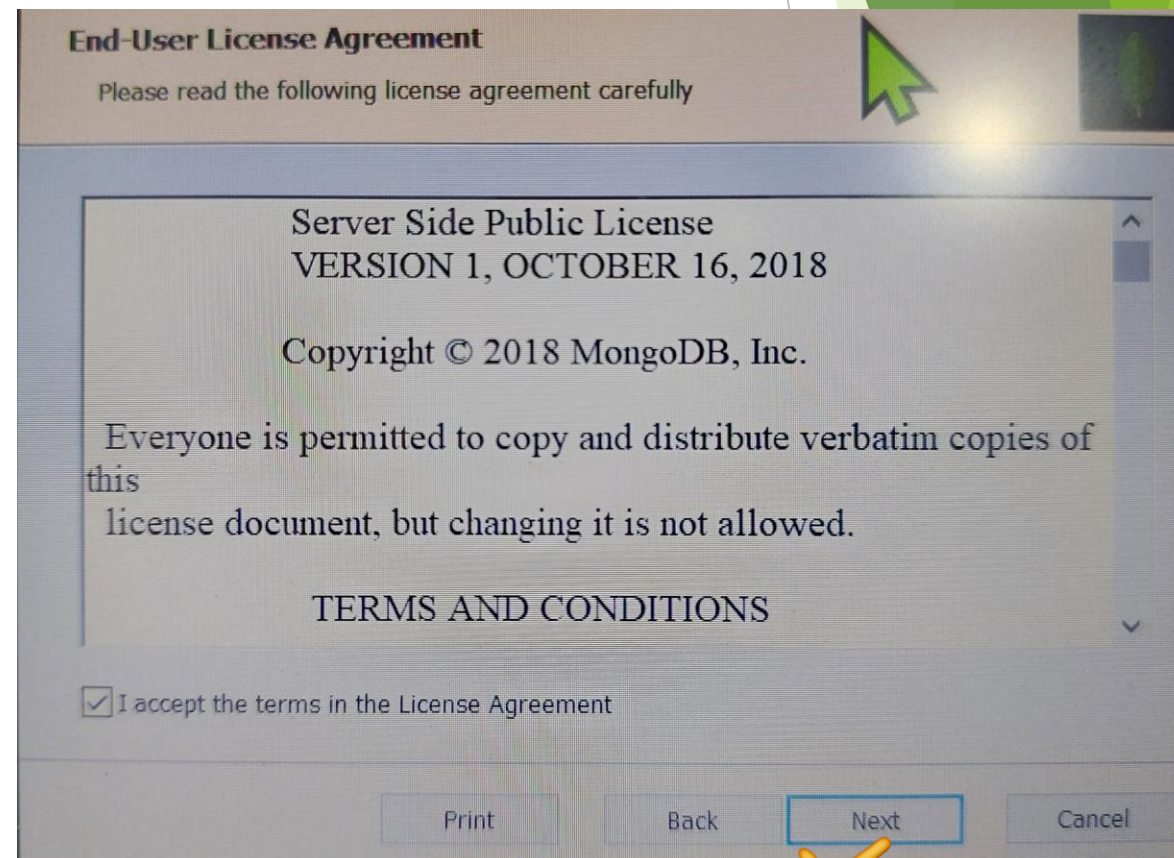 End-User License Agreement
Please read the following license agreement carefully
Server Side Public License
VERSION 1, OCTOBER 16, 2018
Copyright © 2018 MongoDB, Inc.
Everyone is permitted to copy and distribute verbatim copies of
this
license document, but changing it is not allowed.
TERMS AND CONDITIONS
I accept the terms in the License Agreement
Print Back Next Cancel